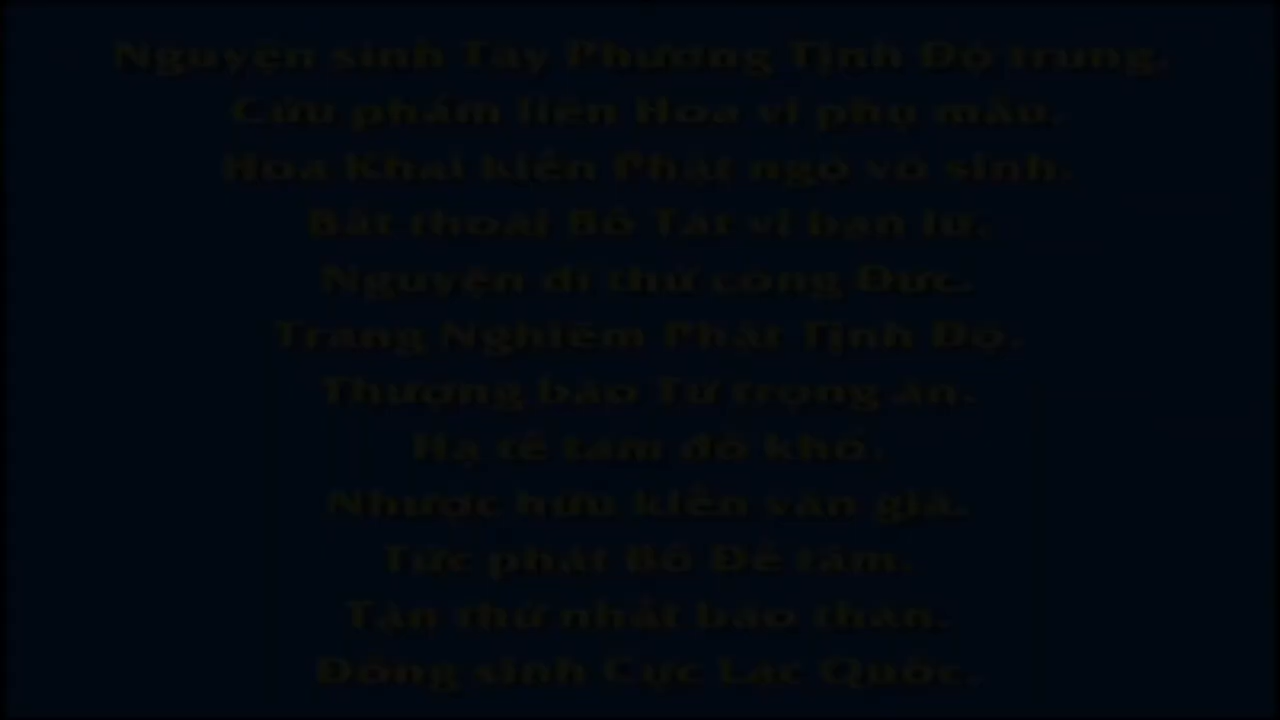 Nguyện sinh Tây Phương Tịnh Độ trung,
Cửu phẩm liên Hoa vi phụ mẫu.
Hoa Khai kiến Phật ngộ vô sinh,
Bất thoái Bồ Tát vi bạn lữ.
Nguyện dĩ thử công Đức.
Trang Nghiêm Phật Tịnh Độ.
Thượng báo Tứ trọng ân.
Hạ tế tam đồ khổ.
Nhược hữu kiến văn giả.
Tức phát Bồ Đề tâm.
Tận thử nhất báo thân.
Đồng sinh Cực Lạc Quốc.